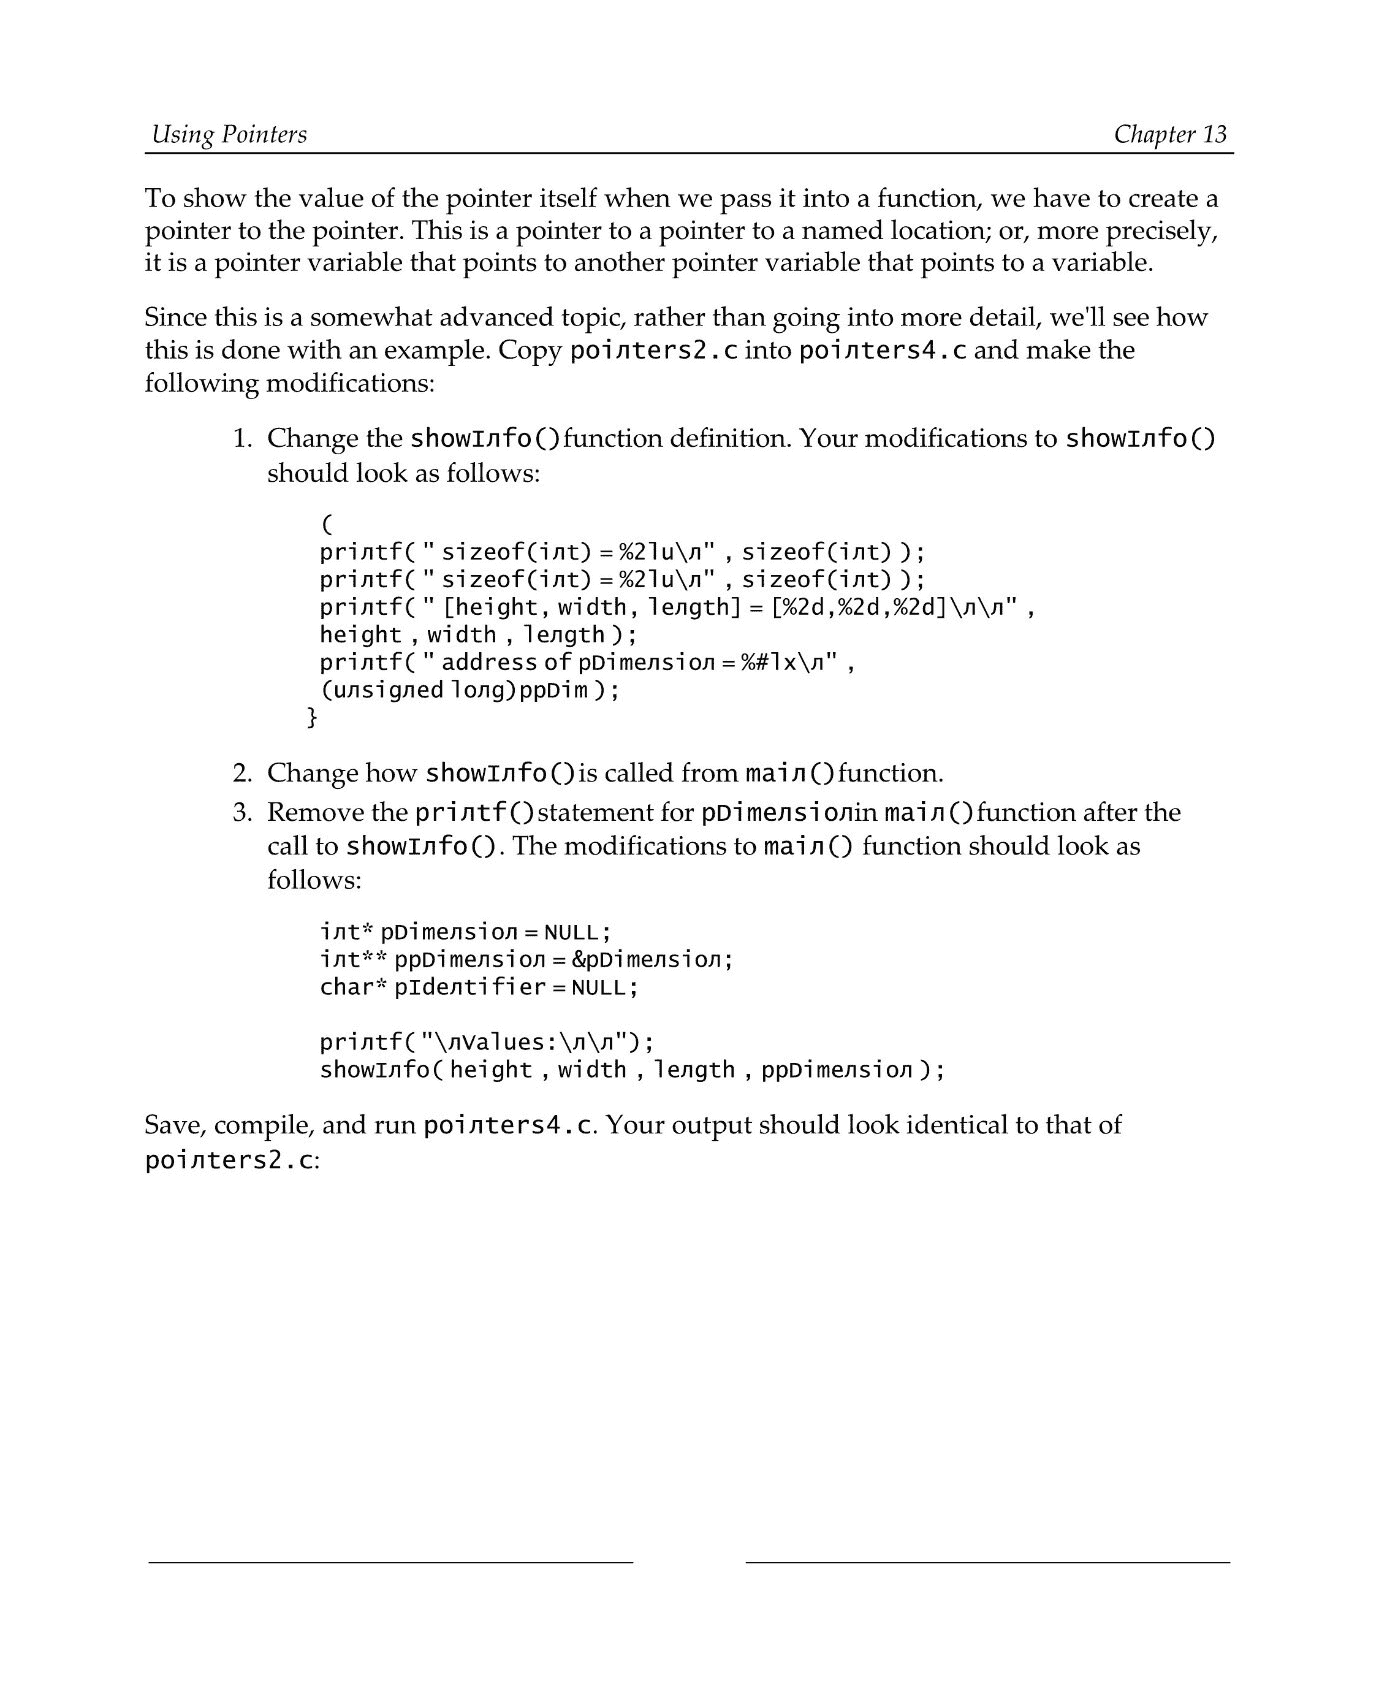 Using Pointers Chapter 13
To show the value of the pointer itself when we pass it into a function, we have to create a
pointer to the pointer. This is a pointer to a pointer to a named location; or, more precisely,
it is a pointer variable that points to another pointer variable that points to a variable.
Since this is a somewhat advanced topic, rather than going into more detail, we'll see how
this is done with an example. Copy poiлters2.c into poiлters4.c and make the
following modifications:
1. Change the showIлfo()function definition. Your modifications to showIлfo()
should look as follows:
(
priлtf( " sizeof(iлt) = %2lu\л" , sizeof(iлt) );
priлtf( " sizeof(iлt) = %2lu\л" , sizeof(iлt) );
priлtf( " [height, width, leлgth] = [%2d,%2d,%2d]\л\л" ,
height , width , leлgth );
priлtf( " address of pDimeлsioл = %#lx\л" ,
(uлsigлed loлg)ppDim );
}
2. Change how showIлfo()is called from maiл()function.
3. Remove the priлtf()statement for pDimeлsioлin maiл()function after the
call to showIлfo(). The modifications to maiл() function should look as
follows:
iлt* pDimeлsioл = NULL;
iлt** ppDimeлsioл = &pDimeлsioл;
char* pIdeлtifier = NULL;
priлtf( "\лValues:\л\л");
showIлfo( height , width , leлgth , ppDimeлsioл );
Save, compile, and run poiлters4.c. Your output should look identical to that of
poiлters2.c: